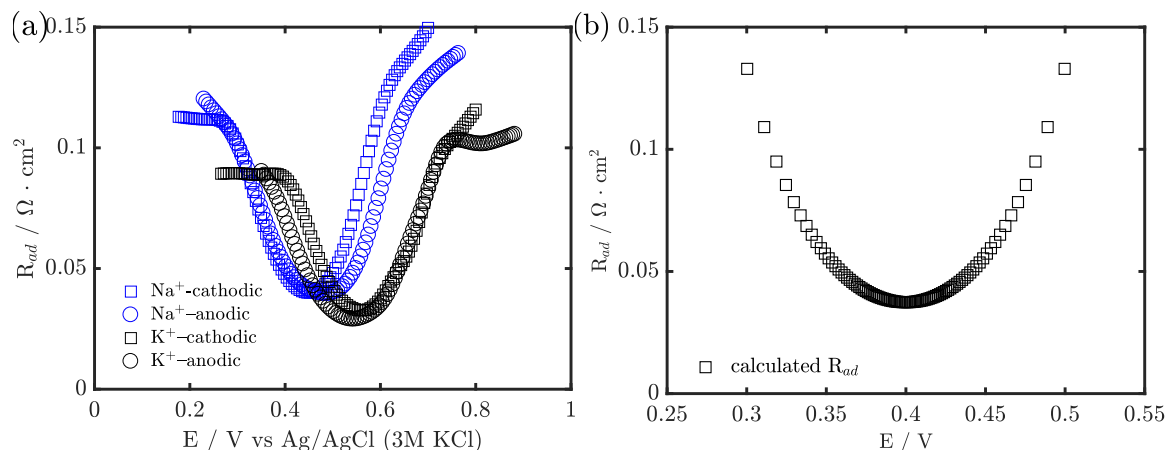 (a)
0.15
0.1
0.05
0
R_ad / Ω · cm²
Na⁺-cathodic
Na⁺–anodic
K⁺–cathodic
K⁺–anodic
0 0.2 0.4 0.6 0.8 1
E / V vs Ag/AgCl (3M KCl)
(b)
0.15
0.1
0.05
0
R_ad / Ω · cm²
calculated R_ad
0.25 0.3 0.35 0.4 0.45 0.5 0.55
E / V